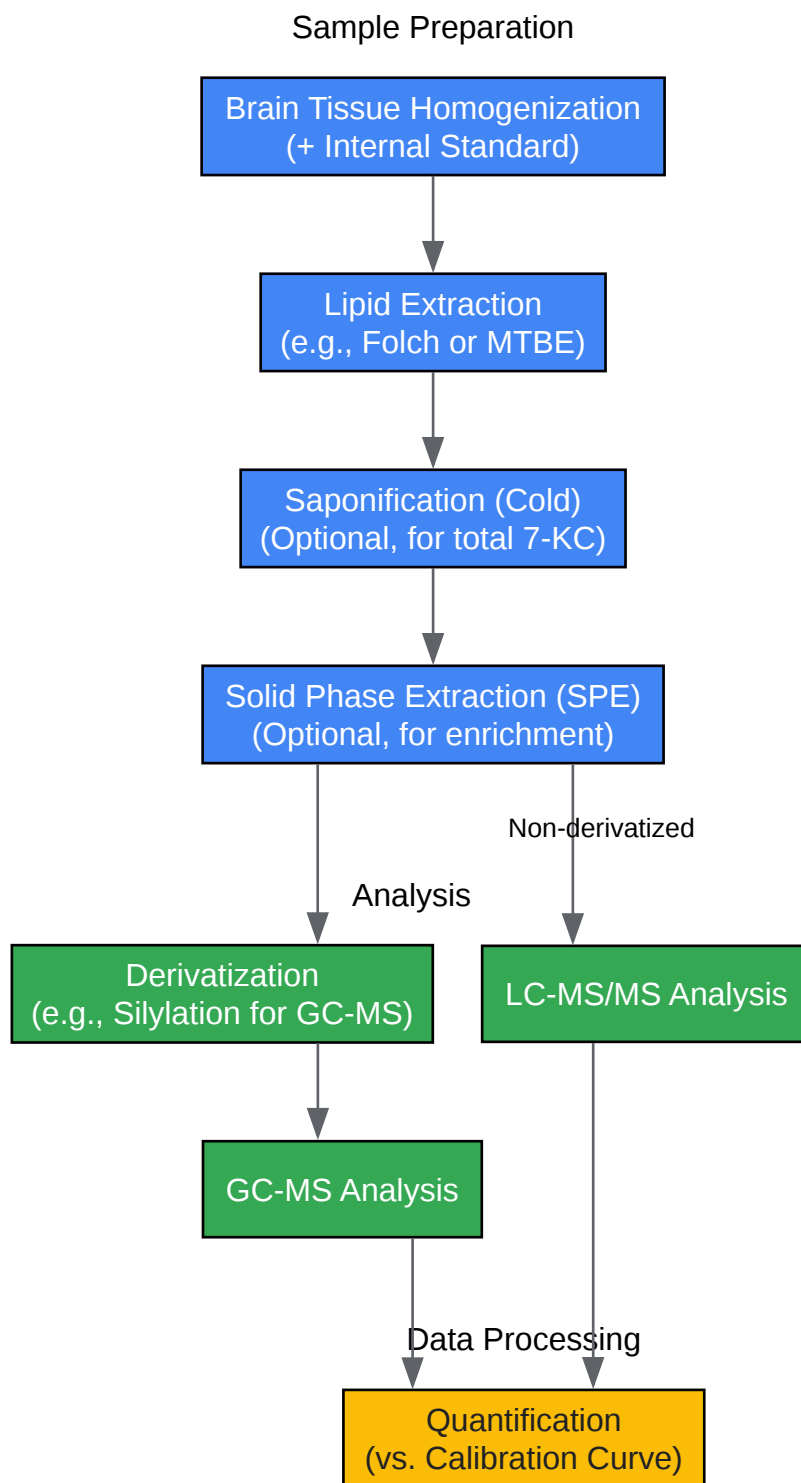 Sample Preparation
Brain Tissue Homogenization
(+ Internal Standard)
Lipid Extraction
(e.g., Folch or MTBE)
Saponification (Cold)
(Optional, for total 7-KC)
Solid Phase Extraction (SPE)
(Optional, for enrichment)
Non-derivatized
Analysis
Derivatization
(e.g., Silylation for GC-MS)
LC-MS/MS Analysis
GC-MS Analysis
Data Processing
Quantification
(vs. Calibration Curve)